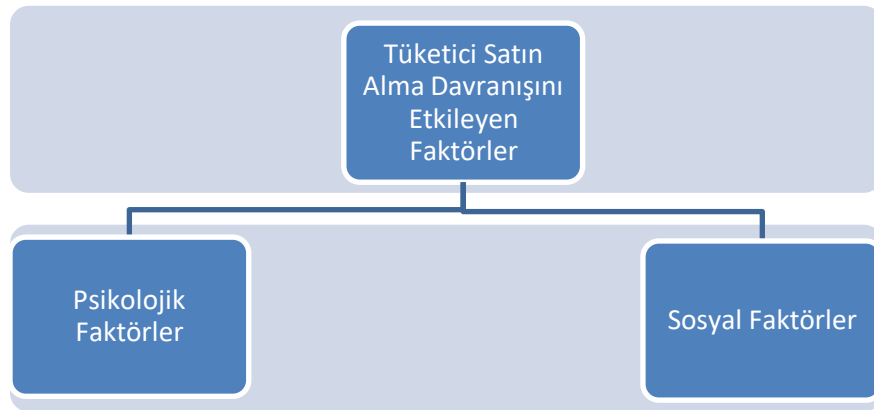 Tüketici Satın
Alma Davranışını
Etkileyen
Faktörler
Psikolojik
Faktörler
Sosyal Faktörler